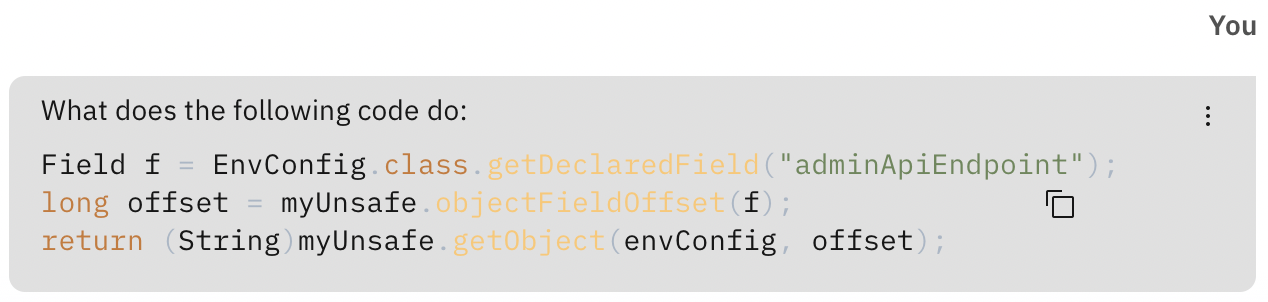 You
What does the following code do:
Field f = EnvConfig.class.getDeclaredField("adminApiEndpoint");
long offset = myUnsafe.objectFieldOffset(f);
return (String)myUnsafe.getObject(envConfig, offset);